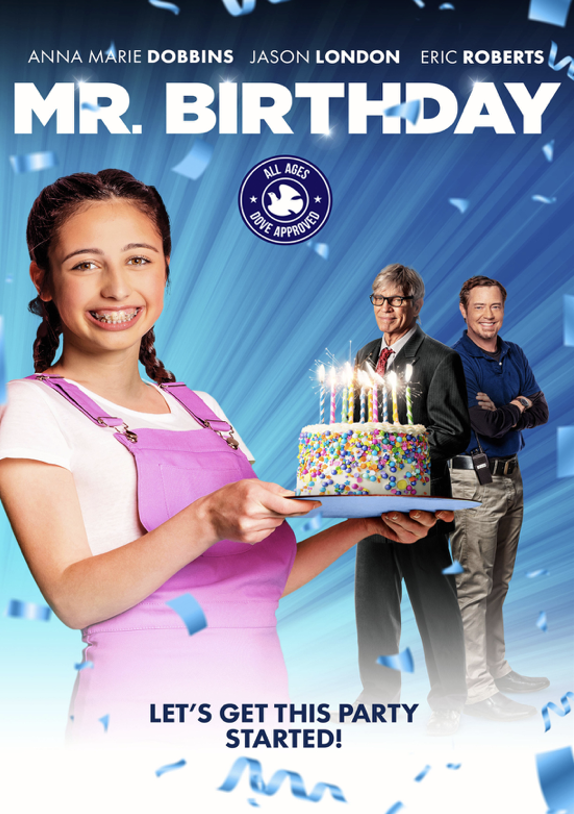 ANNA MARIE DOBBINS JASON LONDON ERIC ROBERTS
MR. BIRTHDAY
ALL AGES
DOVE APPROVED
LET'S GET THIS PARTY
STARTED!